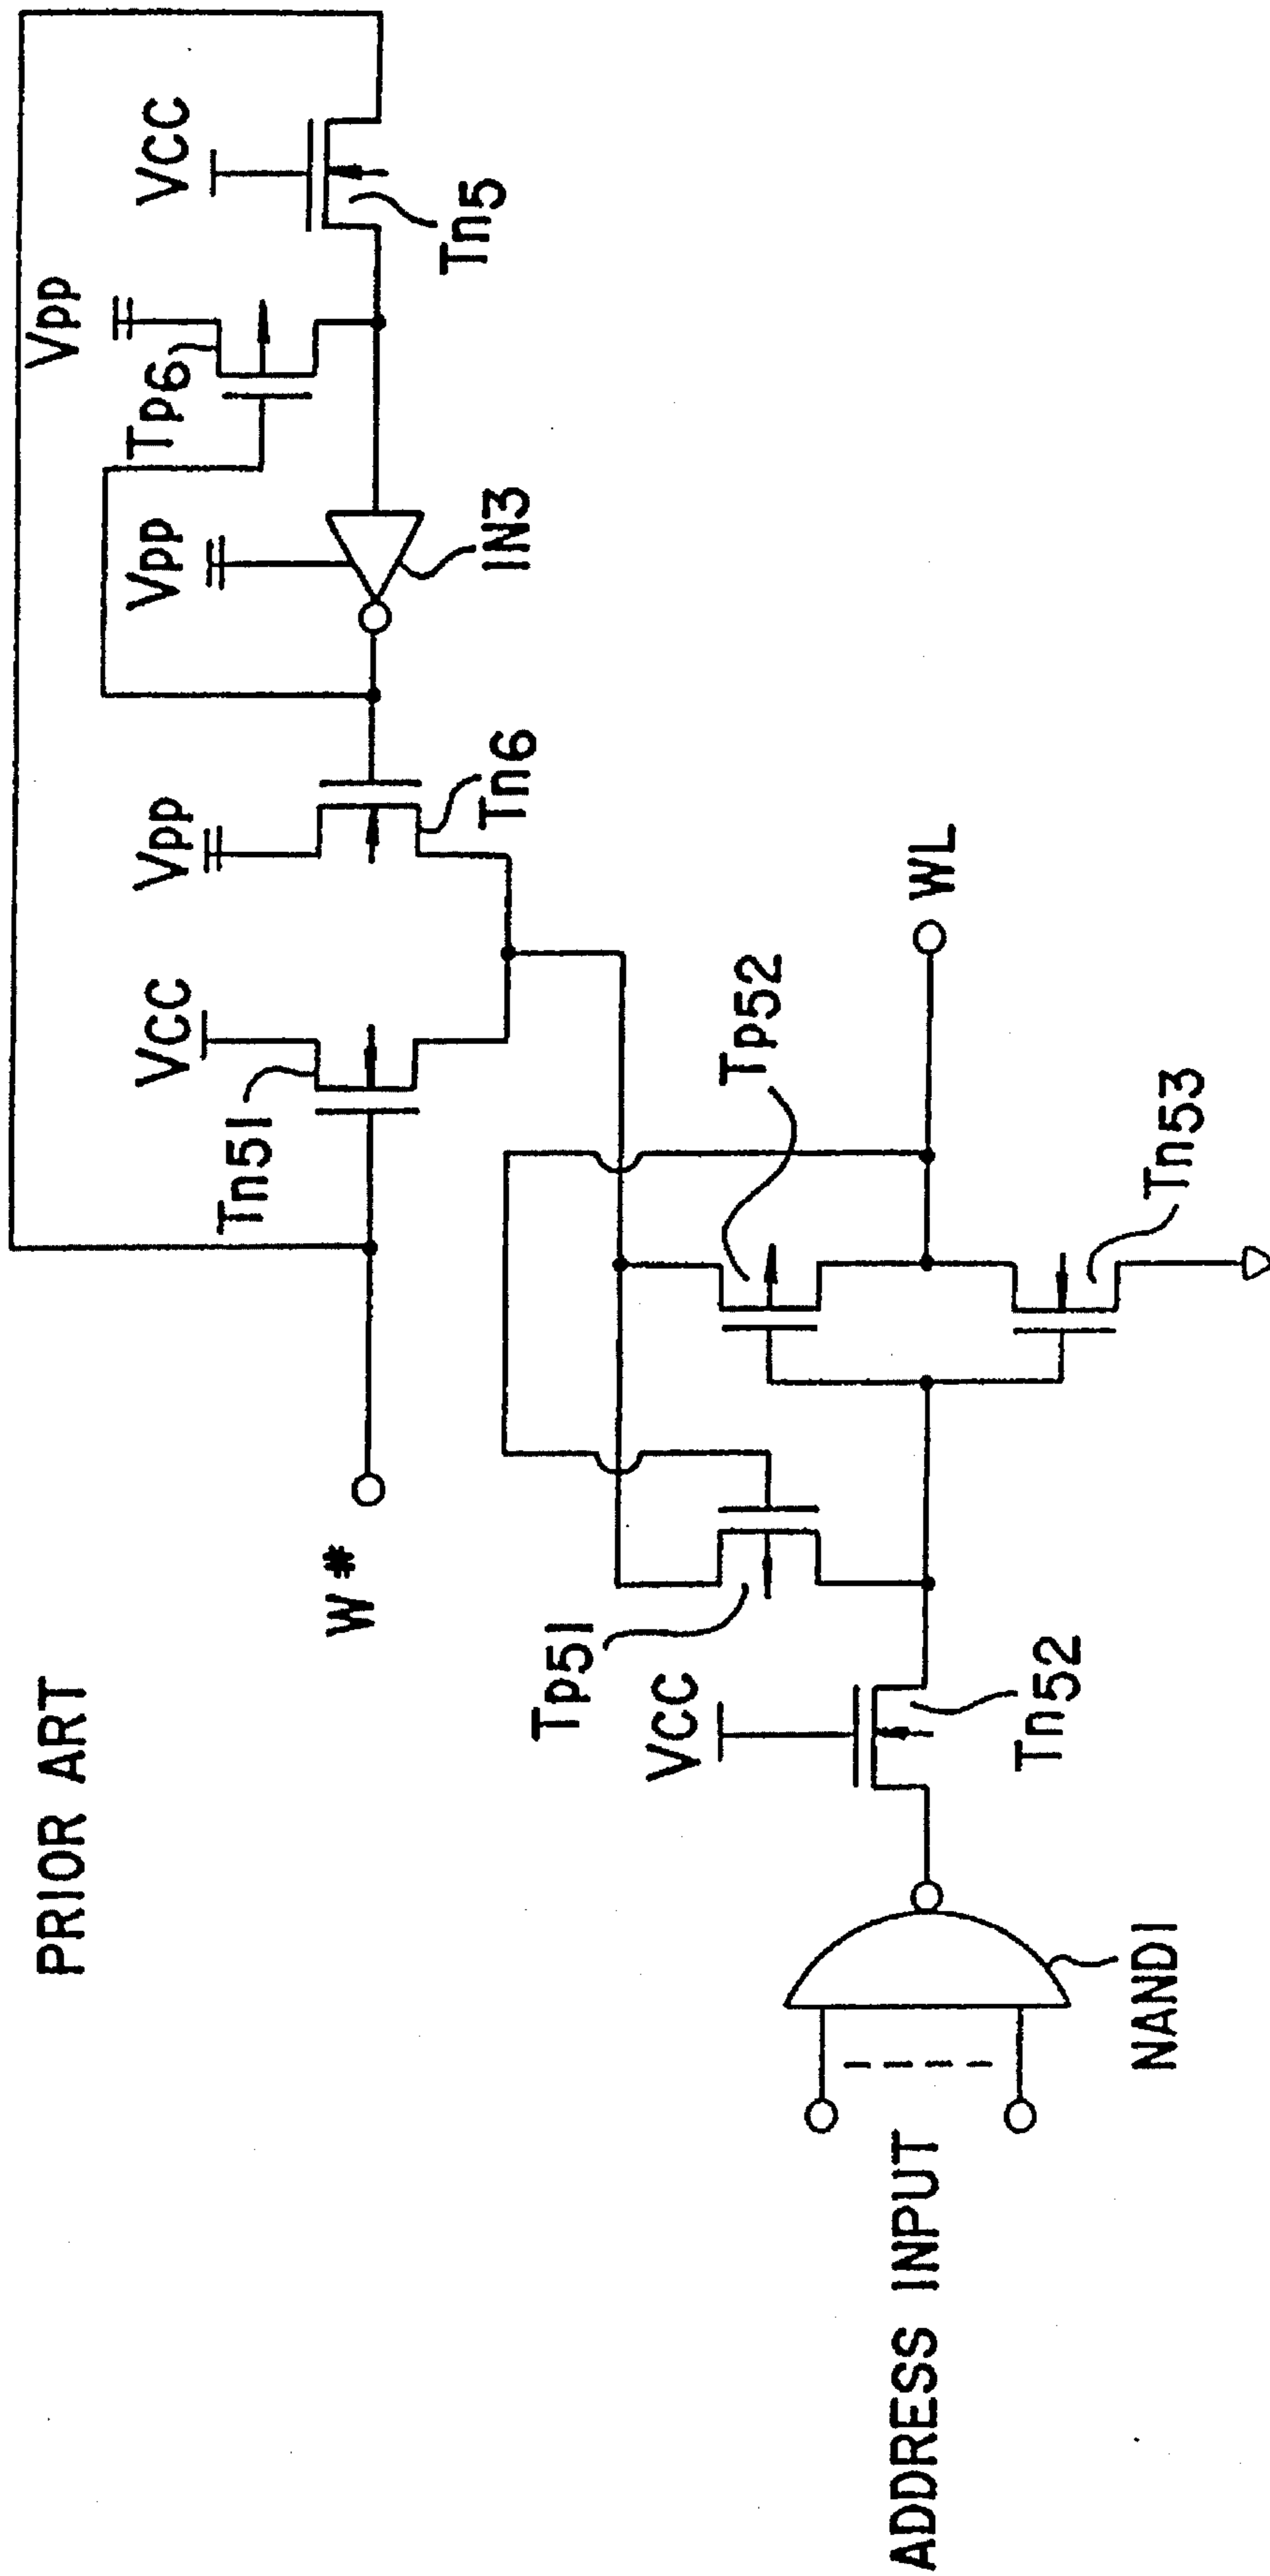 PRIOR ART
W*
VCC
Tn51
Vpp
Tn6
Vpp
IN3
Vpp
Tp6
VCC
Tn5
Tp51
VCC
Tn52
Tp52
WL
Tn53
ADDRESS INPUT
NAND1